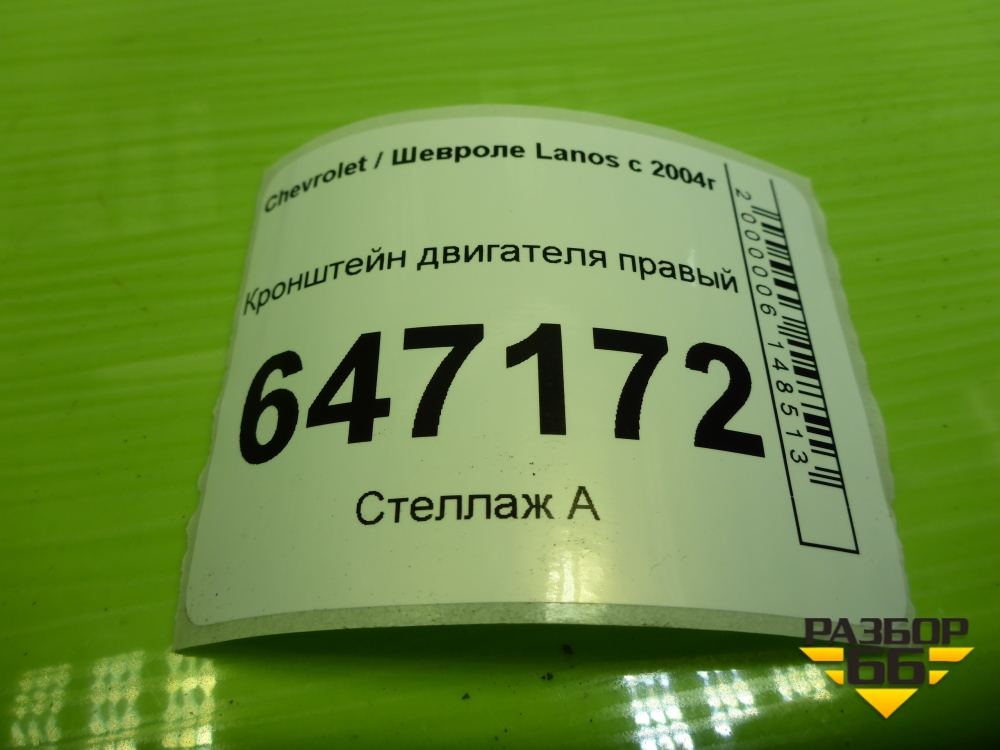 Chevrolet / Шевроле Lanos с 2004г
Кронштейн двигателя правый
647172
Стеллаж А
2000006148513
РАЗБОР
66